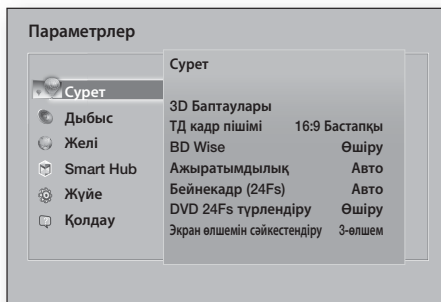 Параметрлер
Сурет
Дыбыс
Желі
Smart Hub
Жүйе
Қолдау
Сурет
3D Баптаулары
ТД кадр пішімі 16:9 Бастапқы
BD Wise Өшіру
Ажыратымдылық Авто
Бейнекадр (24Fs) Авто
DVD 24Fs түрлендіру Өшіру
Экран өлшемін сәйкестендіру 3-өлшем